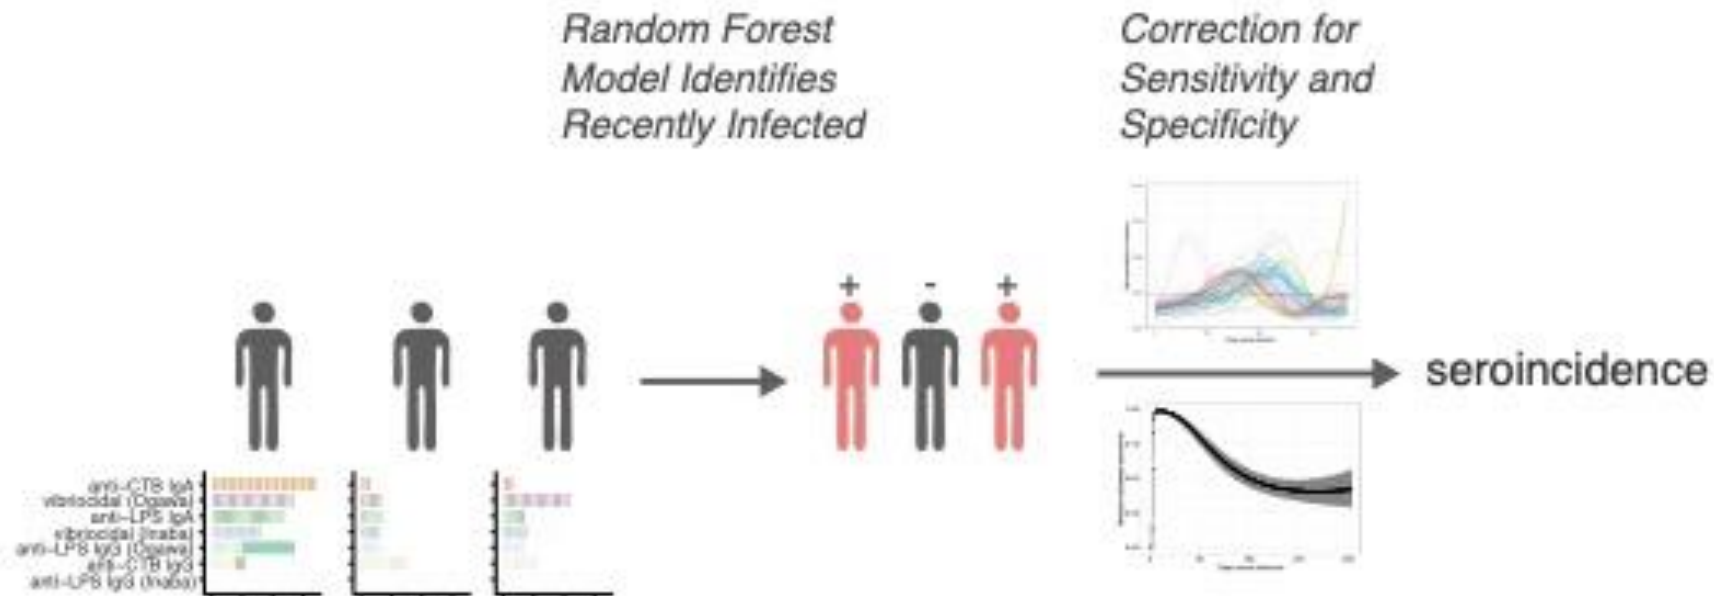 Random Forest
Model Identifies
Recently Infected
Correction for
Sensitivity and
Specificity
+ - +
seroincidence
anti-CTB IgA
vibriocidal (Ogawa)
anti-LPS IgA
vibriocidal (Inaba)
anti-LPS IgG (Ogawa)
anti-CTB IgG
anti-LPS IgG (Inaba)